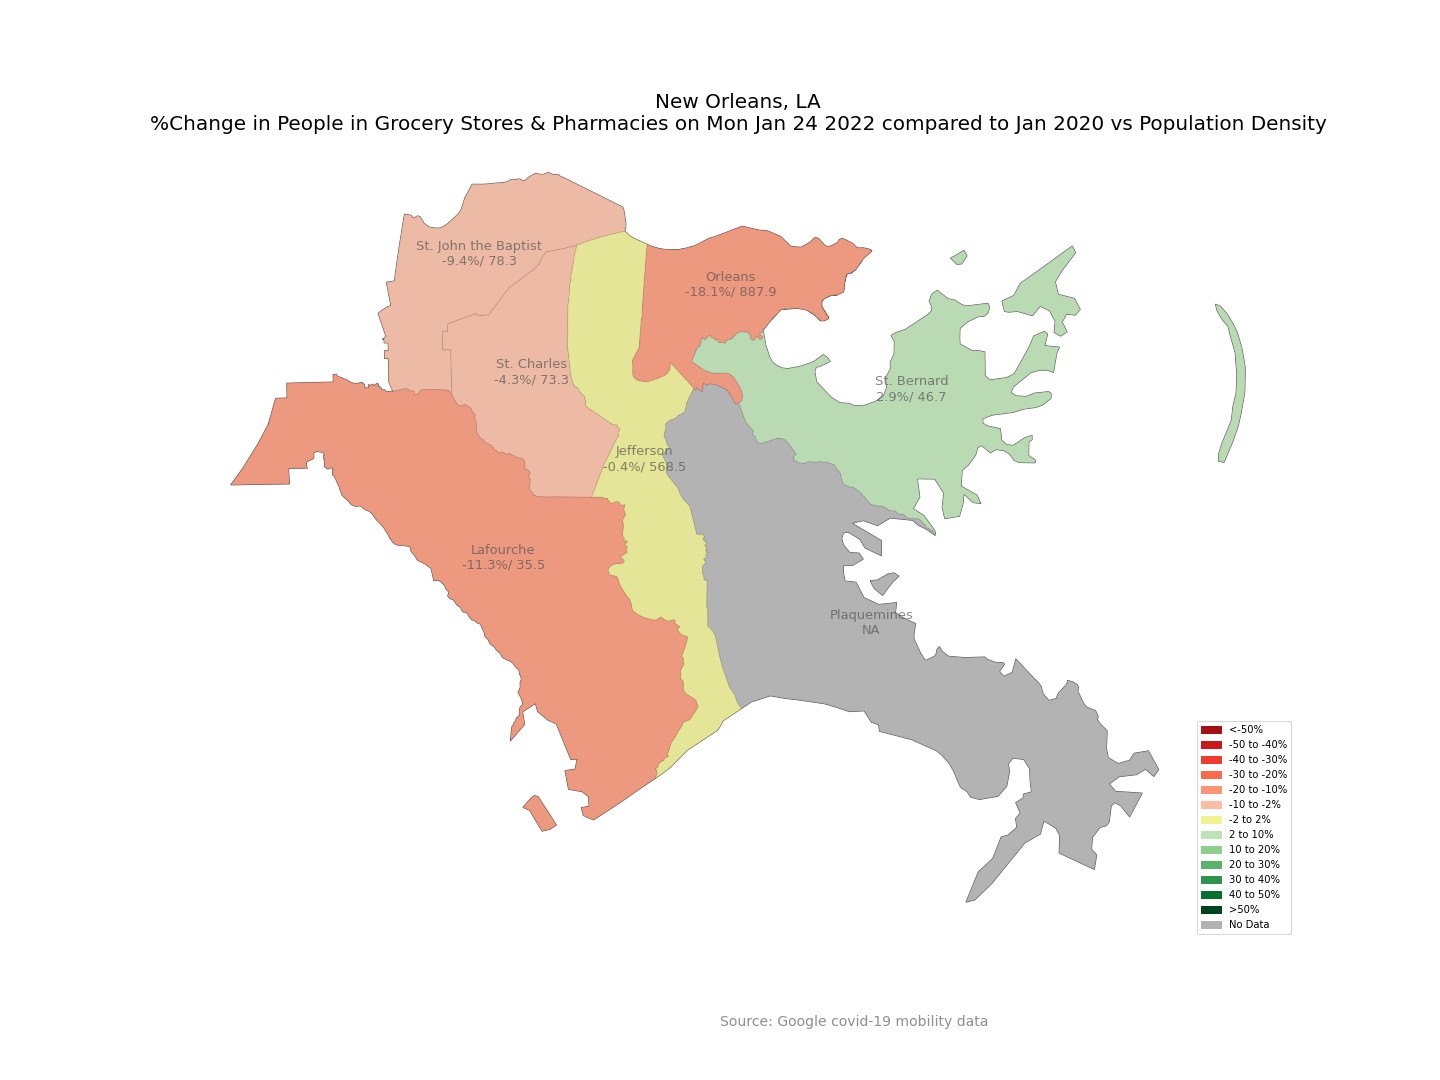 New Orleans, LA
%Change in People in Grocery Stores & Pharmacies on Mon Jan 24 2022 compared to Jan 2020 vs Population Density
St. John the Baptist
-9.4%/ 78.3
Orleans
-18.1%/ 887.9
St. Charles
-4.3%/ 73.3
St. Bernard
2.9%/ 46.7
Jefferson
-0.4%/ 568.5
Lafourche
-11.3%/ 35.5
Plaquemines
NA
<-50%
-50 to -40%
-40 to -30%
-30 to -20%
-20 to -10%
-10 to -2%
-2 to 2%
2 to 10%
10 to 20%
20 to 30%
30 to 40%
40 to 50%
>50%
No Data
Source: Google covid-19 mobility data